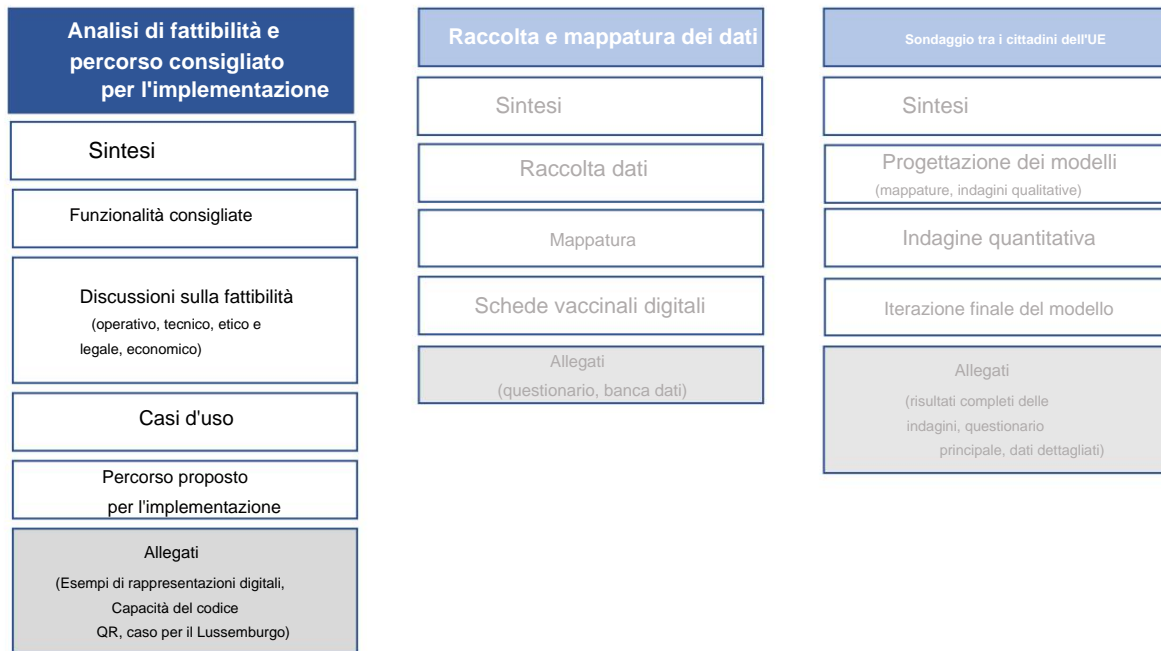 Analisi di fattibilità e
percorso consigliato
per l'implementazione
Sintesi
Funzionalità consigliate
Discussioni sulla fattibilità
(operativo, tecnico, etico e
legale, economico)
Casi d'uso
Percorso proposto
per l'implementazione
Allegati
(Esempi di rappresentazioni digitali,
Capacità del codice
QR, caso per il Lussemburgo)
Raccolta e mappatura dei dati
Sintesi
Raccolta dati
Mappatura
Schede vaccinali digitali
Allegati
(questionario, banca dati)
Sondaggio tra i cittadini dell'UE
Sintesi
Progettazione dei modelli
(mappature, indagini qualitative)
Indagine quantitativa
Iterazione finale del modello
Allegati
(risultati completi delle
indagini, questionario
principale, dati dettagliati)